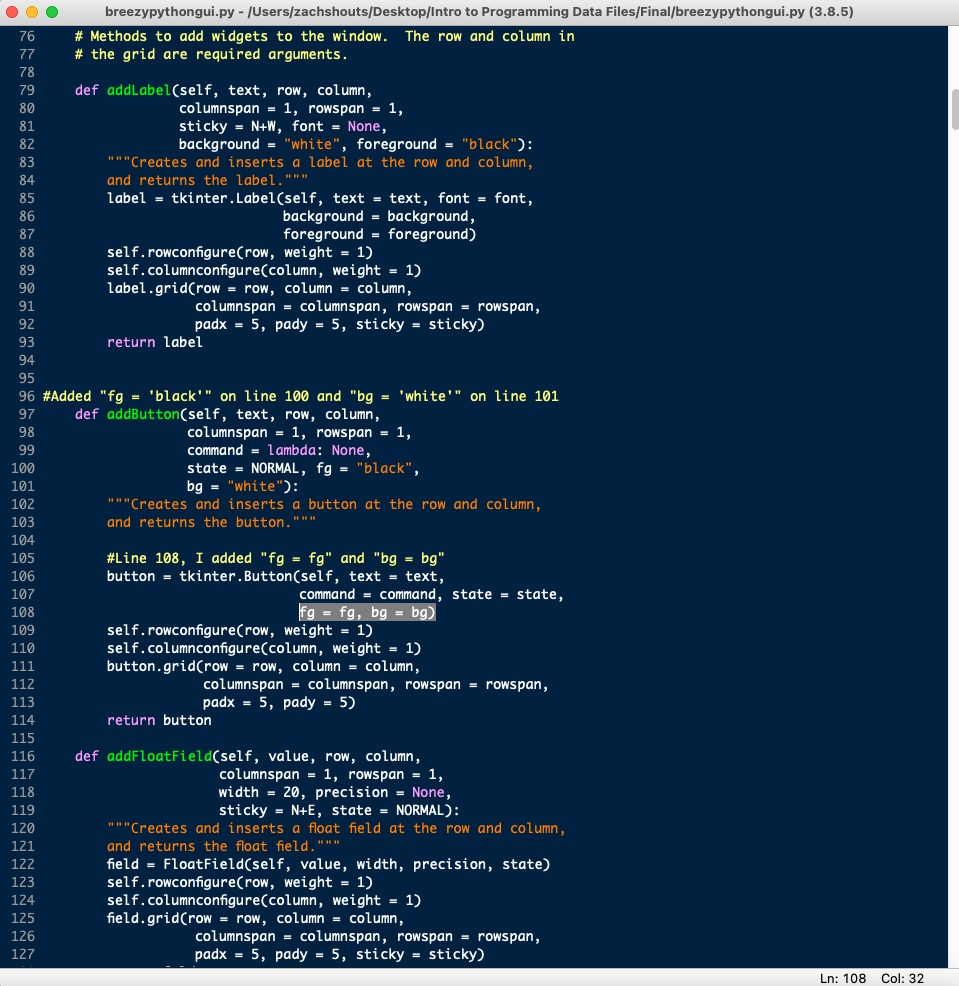 breezypythongui.py - /Users/zachshouts/Desktop/Intro to Programming Data Files/Final/breezypythongui.py (3.8.5)
76     # Methods to add widgets to the window.  The row and column in
77     # the grid are required arguments.
78
79     def addLabel(self, text, row, column,
80                  columnspan = 1, rowspan = 1,
81                  sticky = N+W, font = None,
82                  background = "white", foreground = "black"):
83         """Creates and inserts a label at the row and column,
84         and returns the label."""
85         label = tkinter.Label(self, text = text, font = font,
86                               background = background,
87                               foreground = foreground)
88         self.rowconfigure(row, weight = 1)
89         self.columnconfigure(column, weight = 1)
90         label.grid(row = row, column = column,
91                    columnspan = columnspan, rowspan = rowspan,
92                    padx = 5, pady = 5, sticky = sticky)
93         return label
94
95
96 #Added "fg = 'black'" on line 100 and "bg = 'white'" on line 101
97     def addButton(self, text, row, column,
98                   columnspan = 1, rowspan = 1,
99                   command = lambda: None,
100                   state = NORMAL, fg = "black",
101                   bg = "white"):
102         """Creates and inserts a button at the row and column,
103         and returns the button."""
104
105         #Line 108, I added "fg = fg" and "bg = bg"
106         button = tkinter.Button(self, text = text,
107                                 command = command, state = state,
108                                 fg = fg, bg = bg)
109         self.rowconfigure(row, weight = 1)
110         self.columnconfigure(column, weight = 1)
111         button.grid(row = row, column = column,
112                     columnspan = columnspan, rowspan = rowspan,
113                     padx = 5, pady = 5)
114         return button
115
116     def addFloatField(self, value, row, column,
117                       columnspan = 1, rowspan = 1,
118                       width = 20, precision = None,
119                       sticky = N+E, state = NORMAL):
120         """Creates and inserts a float field at the row and column,
121         and returns the float field."""
122         field = FloatField(self, value, width, precision, state)
123         self.rowconfigure(row, weight = 1)
124         self.columnconfigure(column, weight = 1)
125         field.grid(row = row, column = column,
126                    columnspan = columnspan, rowspan = rowspan,
127                    padx = 5, pady = 5, sticky = sticky)
Ln: 108  Col: 32